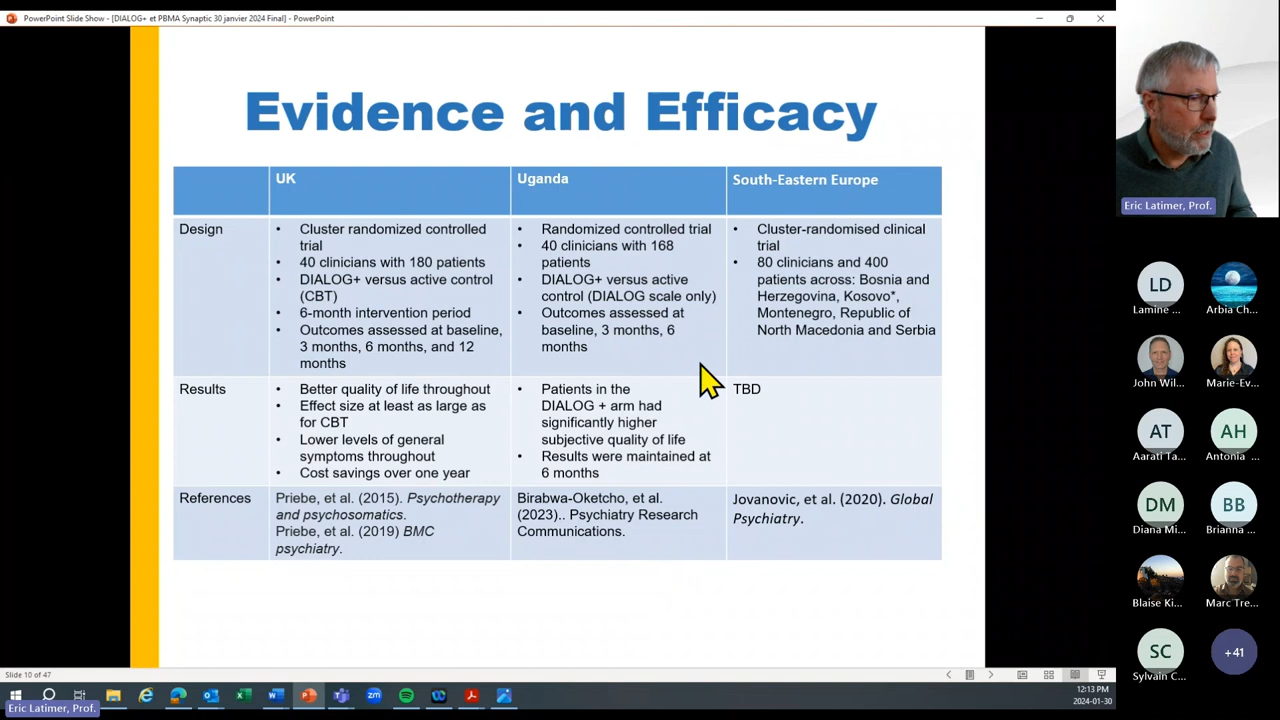 PowerPoint Slide Show - [DIALOG+ et PBMA Synaptic 30 janvier 2024 Final] - PowerPoint
Evidence and Efficacy
UK
Uganda
South-Eastern Europe
Design
• Cluster randomized controlled
trial
• 40 clinicians with 180 patients
• DIALOG+ versus active control
(CBT)
• 6-month intervention period
• Outcomes assessed at baseline,
3 months, 6 months, and 12
months
• Randomized controlled trial
• 40 clinicians with 168
patients
• DIALOG+ versus active
control (DIALOG scale only)
• Outcomes assessed at
baseline, 3 months, 6
months
• Cluster-randomised clinical
trial
• 80 clinicians and 400
patients across: Bosnia and
Herzegovina, Kosovo*,
Montenegro, Republic of
North Macedonia and Serbia
Results
• Better quality of life throughout
• Effect size at least as large as
for CBT
• Lower levels of general
symptoms throughout
• Cost savings over one year
• Patients in the
DIALOG + arm had
significantly higher
subjective quality of life
• Results were maintained at
6 months
TBD
References
Priebe, et al. (2015). Psychotherapy
and psychosomatics.
Priebe, et al. (2019) BMC
psychiatry.
Birabwa-Oketcho, et al.
(2023).. Psychiatry Research
Communications.
Jovanovic, et al. (2020). Global
Psychiatry.
Eric Latimer, Prof.
LD
Lamine ...
Arbia Ch...
John Wil...
Marie-Ev...
AT
Aarati Ta...
AH
Antonia ...
DM
Diana Mi...
BB
Brianna ...
Blaise Ki...
Marc Tre...
SC
Sylvain C...
+41
Slide 10 of 47
Eric Latimer, Prof.
12:13 PM
2024-01-30